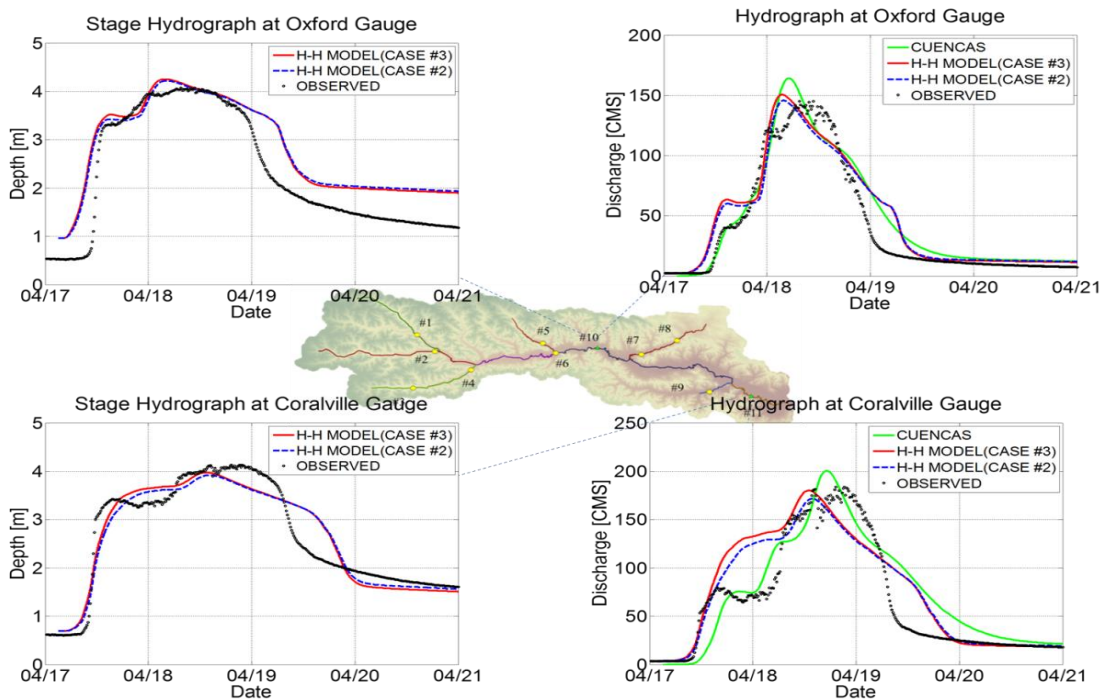 Stage Hydrograph at Oxford Gauge
5
4
3
2
1
0
Depth [m]
H-H MODEL(CASE #3)
H-H MODEL(CASE #2)
OBSERVED
04/17
04/18
04/19
04/20
04/21
Date
Hydrograph at Oxford Gauge
200
150
100
50
0
Discharge [CMS]
CUENCAS
H-H MODEL(CASE #3)
H-H MODEL(CASE #2)
OBSERVED
04/17
04/18
04/19
04/20
04/21
Date
#1
#2
#4
#5
#6
#10
#7
#8
#9
#11
Stage Hydrograph at Coralville Gauge
5
4
3
2
1
0
Depth [m]
H-H MODEL(CASE #3)
H-H MODEL(CASE #2)
OBSERVED
04/17
04/18
04/19
04/20
04/21
Date
Hydrograph at Coralville Gauge
250
200
150
100
50
0
Discharge [CMS]
CUENCAS
H-H MODEL(CASE #3)
H-H MODEL(CASE #2)
OBSERVED
04/17
04/18
04/19
04/20
04/21
Date